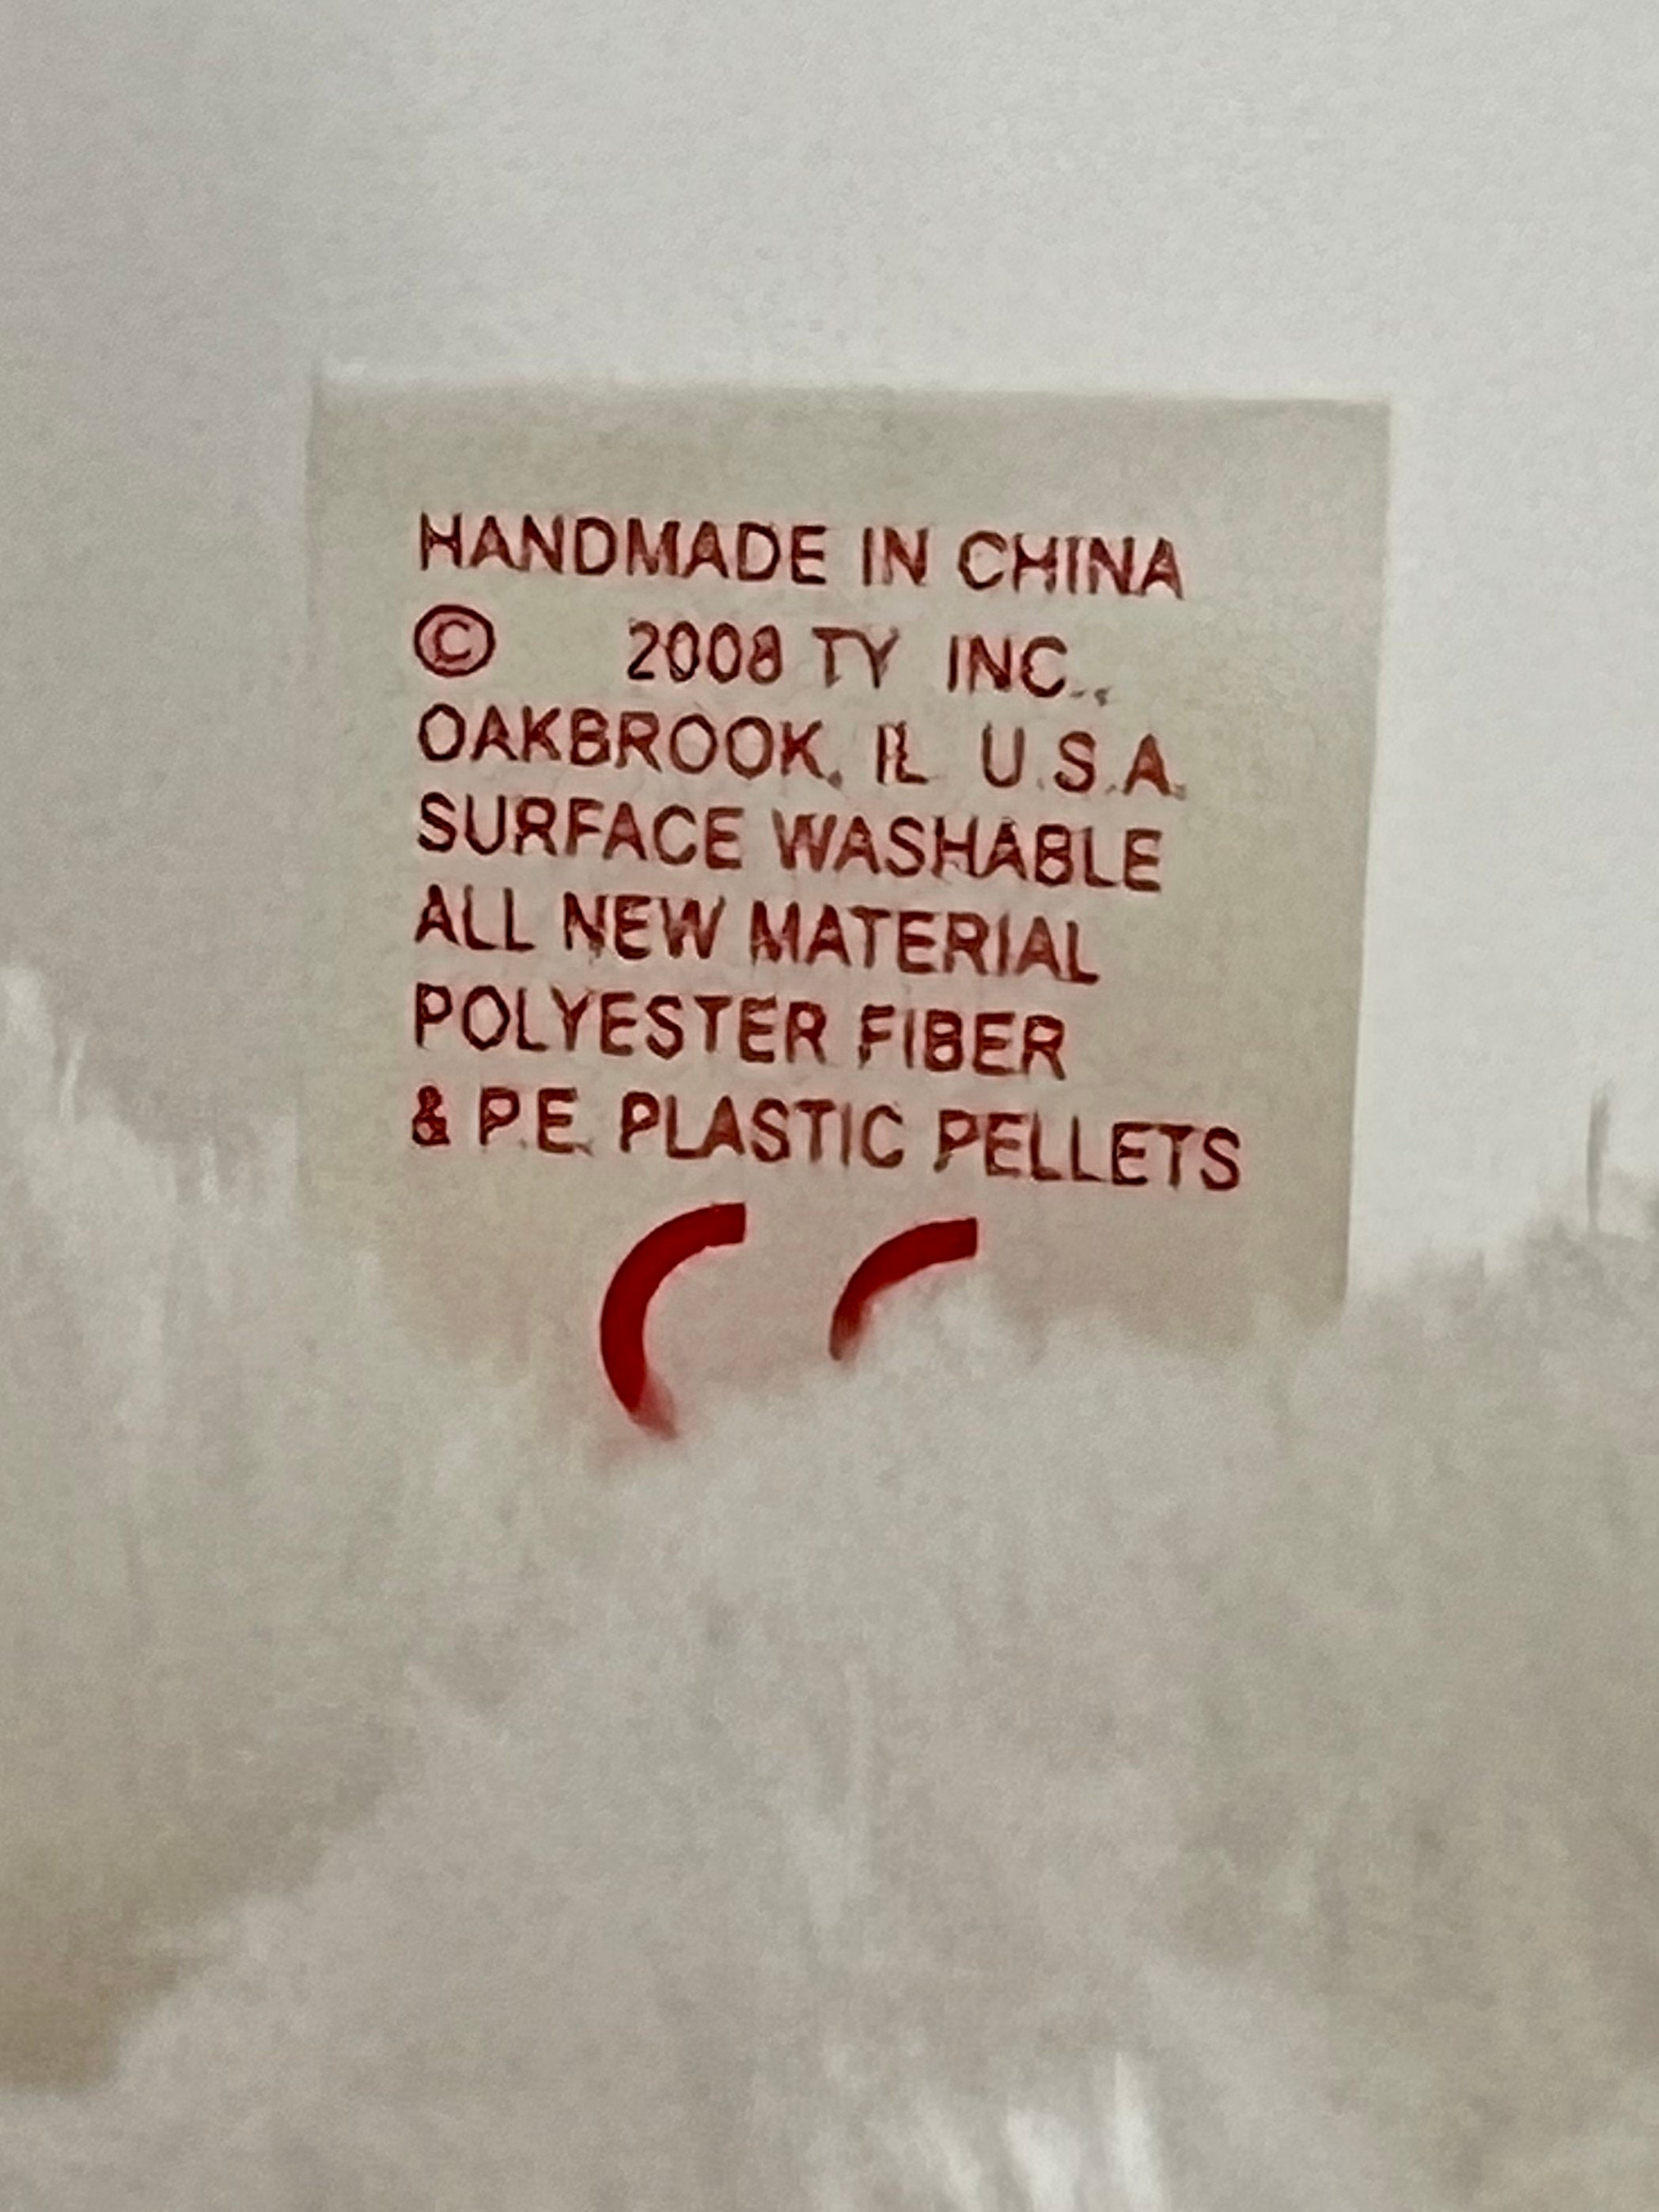 HANDMADE IN CHINA
© 2008 TY INC.,
OAKBROOK, IL U.S.A.
SURFACE WASHABLE
ALL NEW MATERIAL
POLYESTER FIBER
& P.E. PLASTIC PELLETS